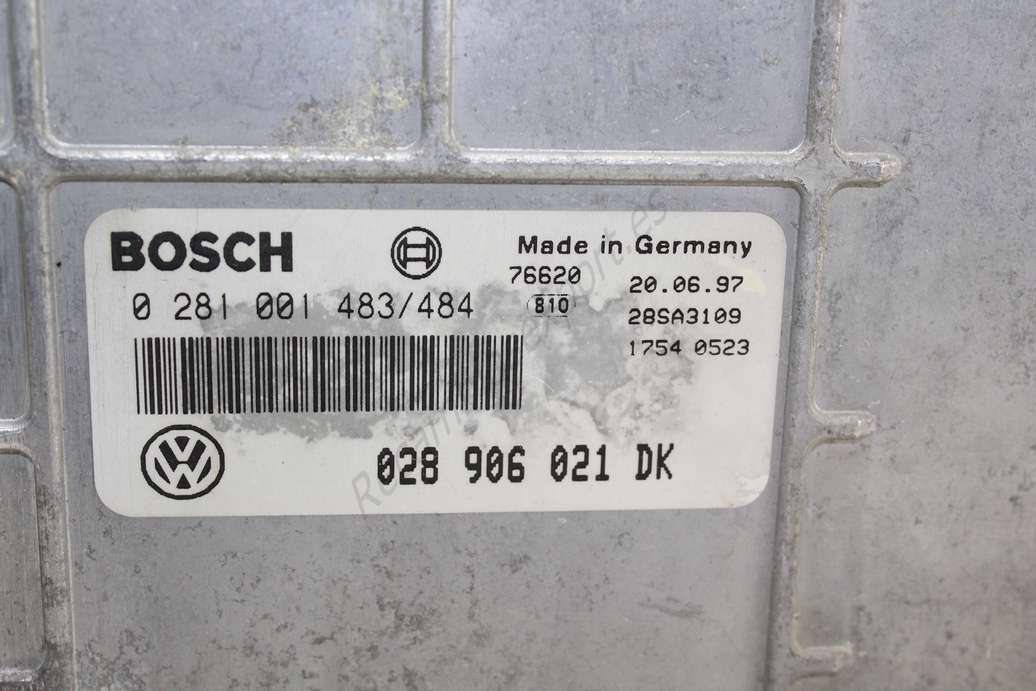 BOSCH
Made in Germany
76620
20.06.97
0 281 001 483/484
810
28SA3109
1754 0523
VW
028 906 021 DK